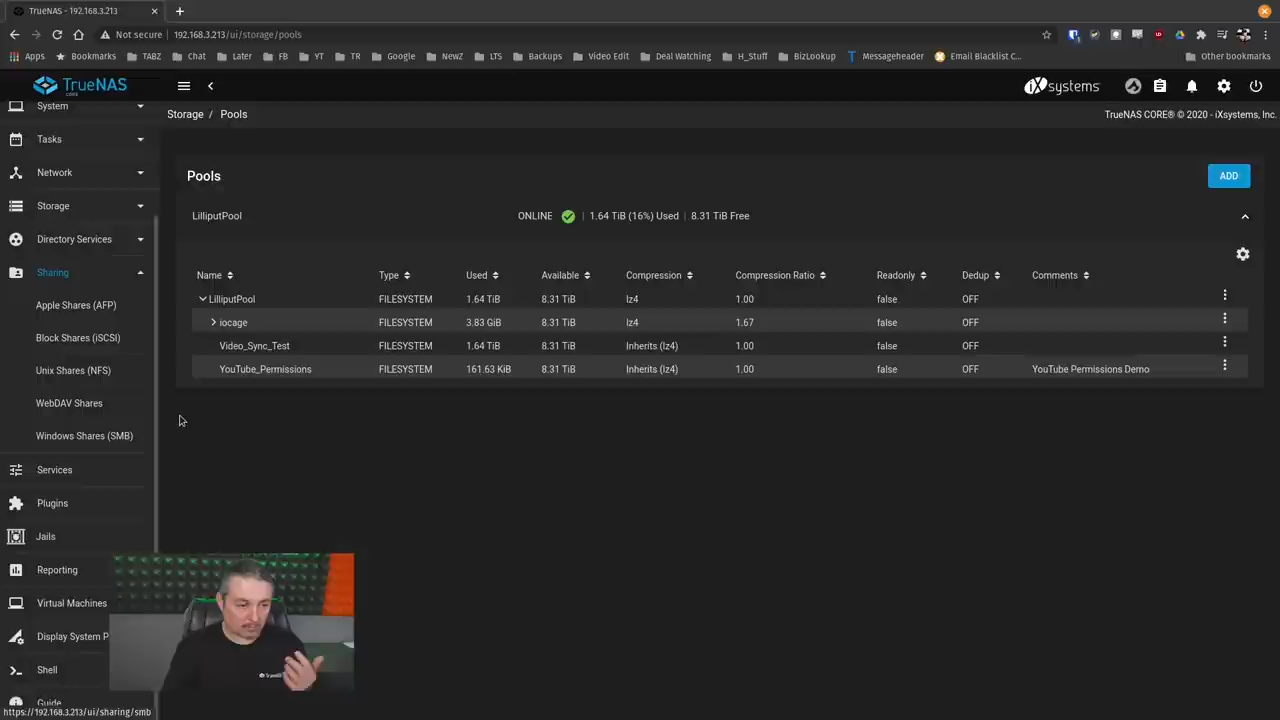 TrueNAS - 192.168.3.213
Not secure
192.168.3.213/ui/storage/pools
Apps
Bookmarks
TABZ
Chat
Later
FB
YT
TR
Google
NewZ
LTS
Backups
Video Edit
Deal Watching
H_Stuff
BizLookup
Messageheader
Email Blacklist C...
Other bookmarks
TrueNAS
CORE
iXsystems
Storage / Pools
TrueNAS CORE® © 2020 - iXsystems, Inc.
System
Tasks
Network
Storage
Directory Services
Sharing
Apple Shares (AFP)
Block Shares (iSCSI)
Unix Shares (NFS)
WebDAV Shares
Windows Shares (SMB)
Services
Plugins
Jails
Reporting
Virtual Machines
Display System P
Shell
Guide
https://192.168.3.213/ui/sharing/smb
Pools
ADD
LilliputPool ONLINE | 1.64 TiB (16%) Used | 8.31 TiB Free
Name Type Used Available Compression Compression Ratio Readonly Dedup Comments
LilliputPool FILESYSTEM 1.64 TiB 8.31 TiB lz4 1.00 false OFF
iocage FILESYSTEM 3.83 GiB 8.31 TiB lz4 1.67 false OFF
Video_Sync_Test FILESYSTEM 1.64 TiB 8.31 TiB Inherits (lz4) 1.00 false OFF
YouTube_Permissions FILESYSTEM 161.63 KiB 8.31 TiB Inherits (lz4) 1.00 false OFF YouTube Permissions Demo